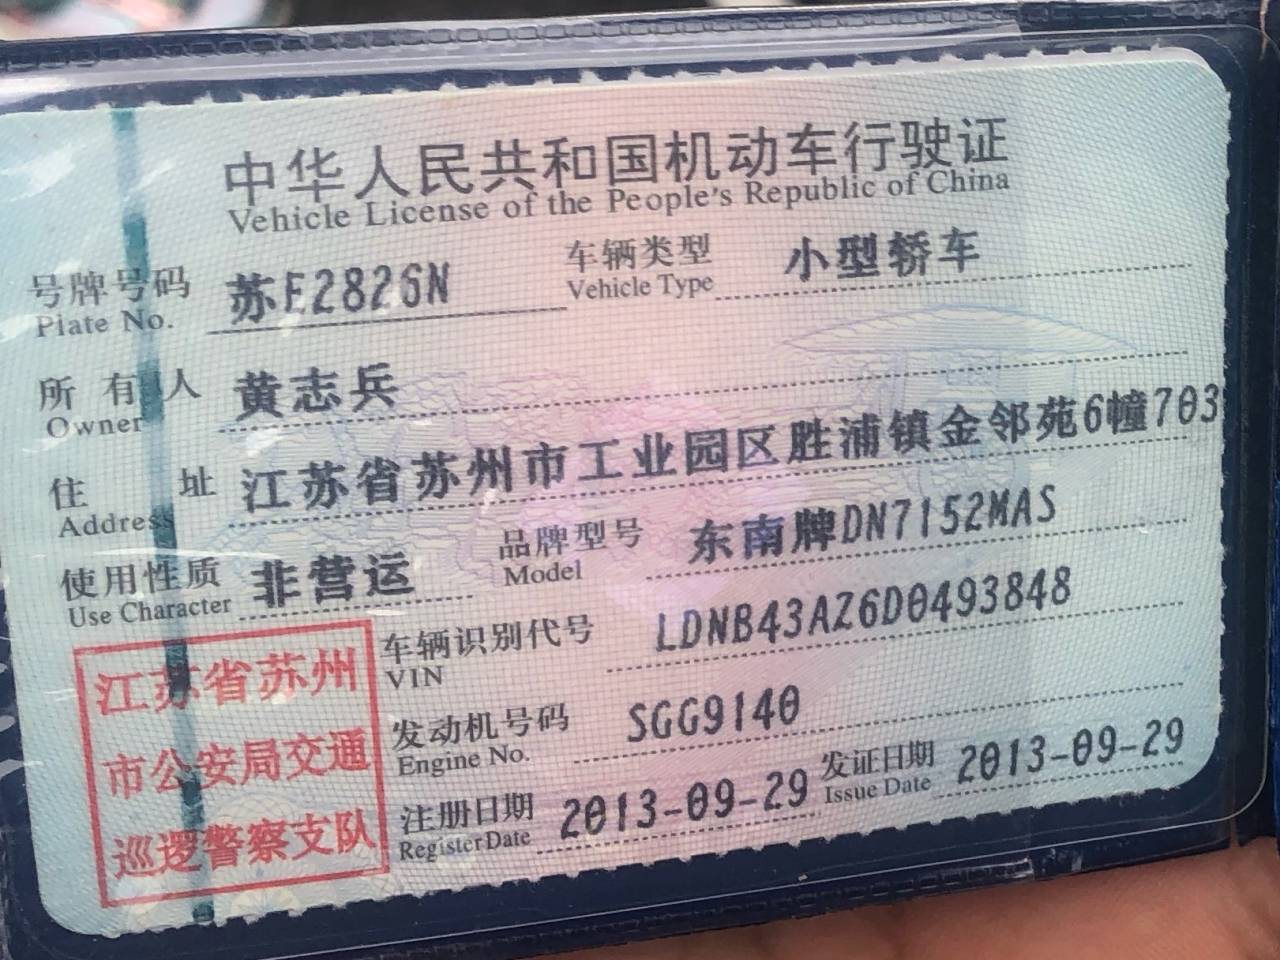 中华人民共和国机动车行驶证
Vehicle License of the People's Republic of China
号牌号码 苏E2826N 车辆类型 小型轿车
Plate No. Vehicle Type
所有人 黄志兵
Owner
住址 江苏省苏州市工业园区胜浦镇金邻苑6幢703
Address
使用性质 非营运 品牌型号 东南牌DN7152MAS
Use Character Model
车辆识别代号 LDNB43AZ6D0493848
VIN
发动机号码 SGG9140
Engine No.
注册日期 2013-09-29 发证日期 2013-09-29
Register Date Issue Date
江苏省苏州
市公安局交通
巡逻警察支队